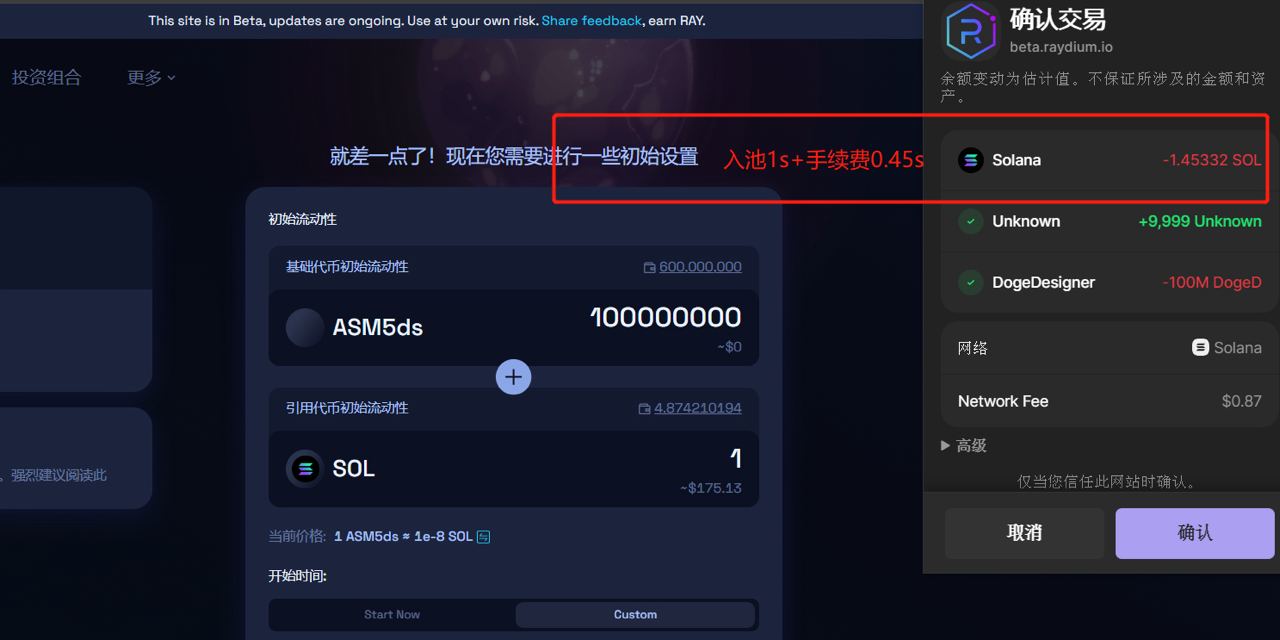 This site is in Beta, updates are ongoing. Use at your own risk. Share feedback, earn RAY.
投资组合
更多
就差一点了！现在您需要进行一些初始设置
入池1s+手续费0.45s
初始流动性
基础代币初始流动性
600,000,000
ASM5ds
100000000
~$0
+
引用代币初始流动性
4.874210194
SOL
1
~$175.13
当前价格: 1 ASM5ds ≈ 1e-8 SOL
开始时间:
Start Now
Custom
。强烈建议阅读此
确认交易
beta.raydium.io
余额变动为估计值。不保证所涉及的金额和资
产。
Solana
-1.45332 SOL
Unknown
+9,999 Unknown
DogeDesigner
-100M DogeD
网络
Solana
Network Fee
$0.87
高级
仅当您信任此网站时确认。
取消
确认